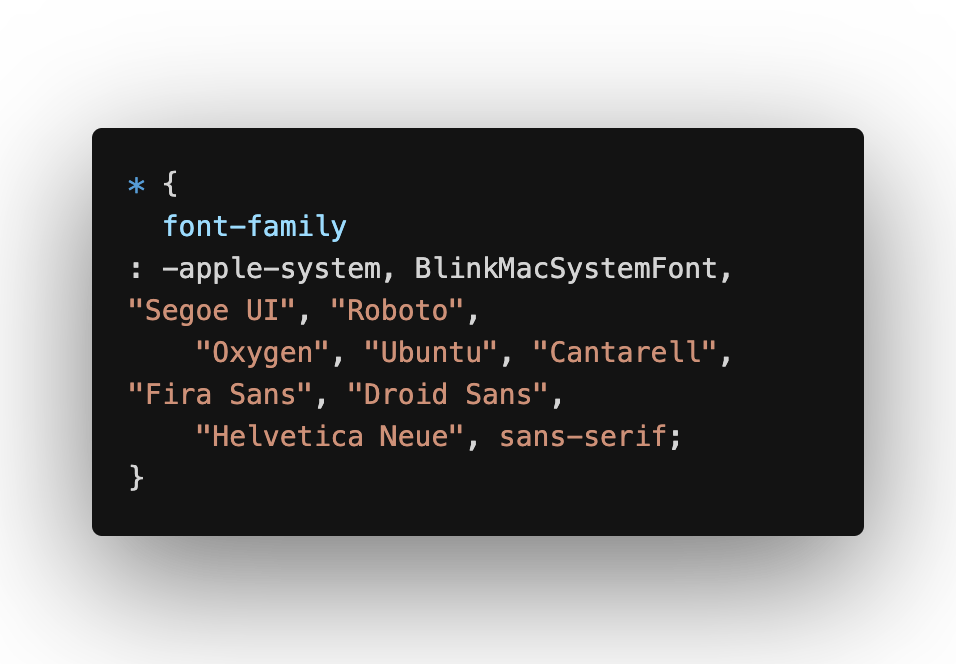 * {
  font-family
: -apple-system, BlinkMacSystemFont,
"Segoe UI", "Roboto",
    "Oxygen", "Ubuntu", "Cantarell",
"Fira Sans", "Droid Sans",
    "Helvetica Neue", sans-serif;
}